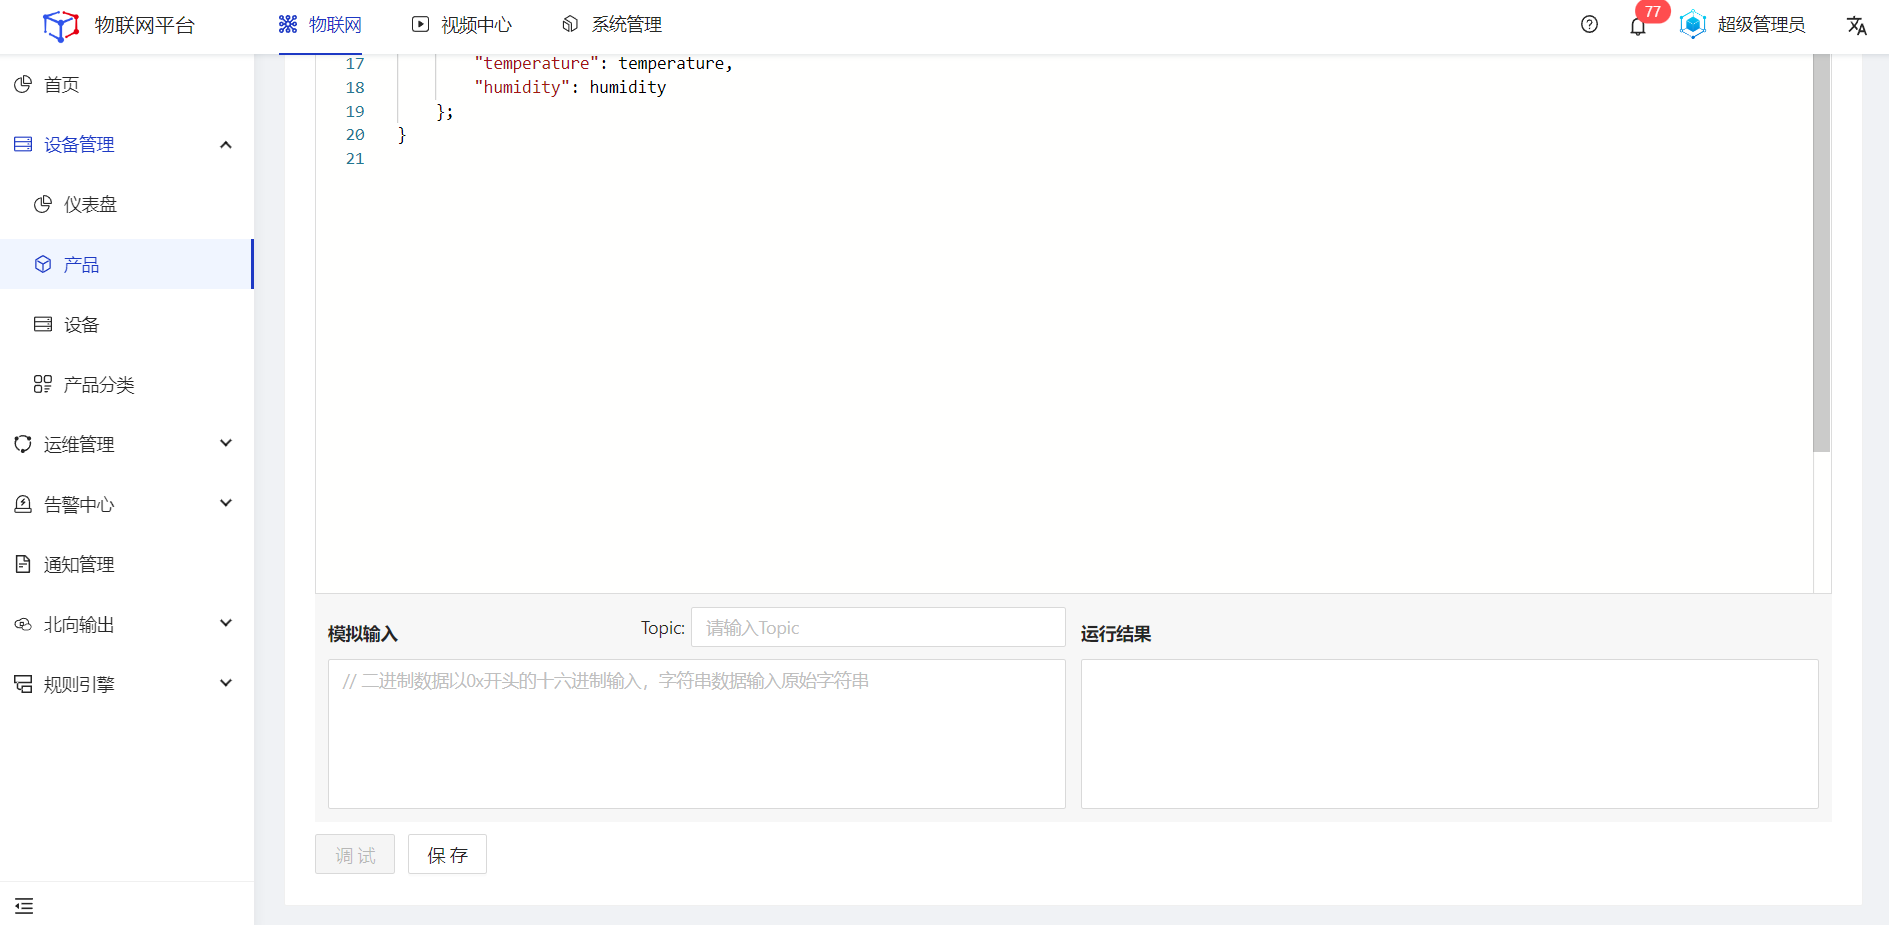 物联网平台
物联网
视频中心
系统管理
77
超级管理员
首页
设备管理
仪表盘
产品
设备
产品分类
运维管理
告警中心
通知管理
北向输出
规则引擎
17 "temperature": temperature,
18 "humidity": humidity
19 };
20 }
21
模拟输入
Topic: 请输入Topic
运行结果
// 二进制数据以0x开头的十六进制输入，字符串数据输入原始字符串
调 试
保 存